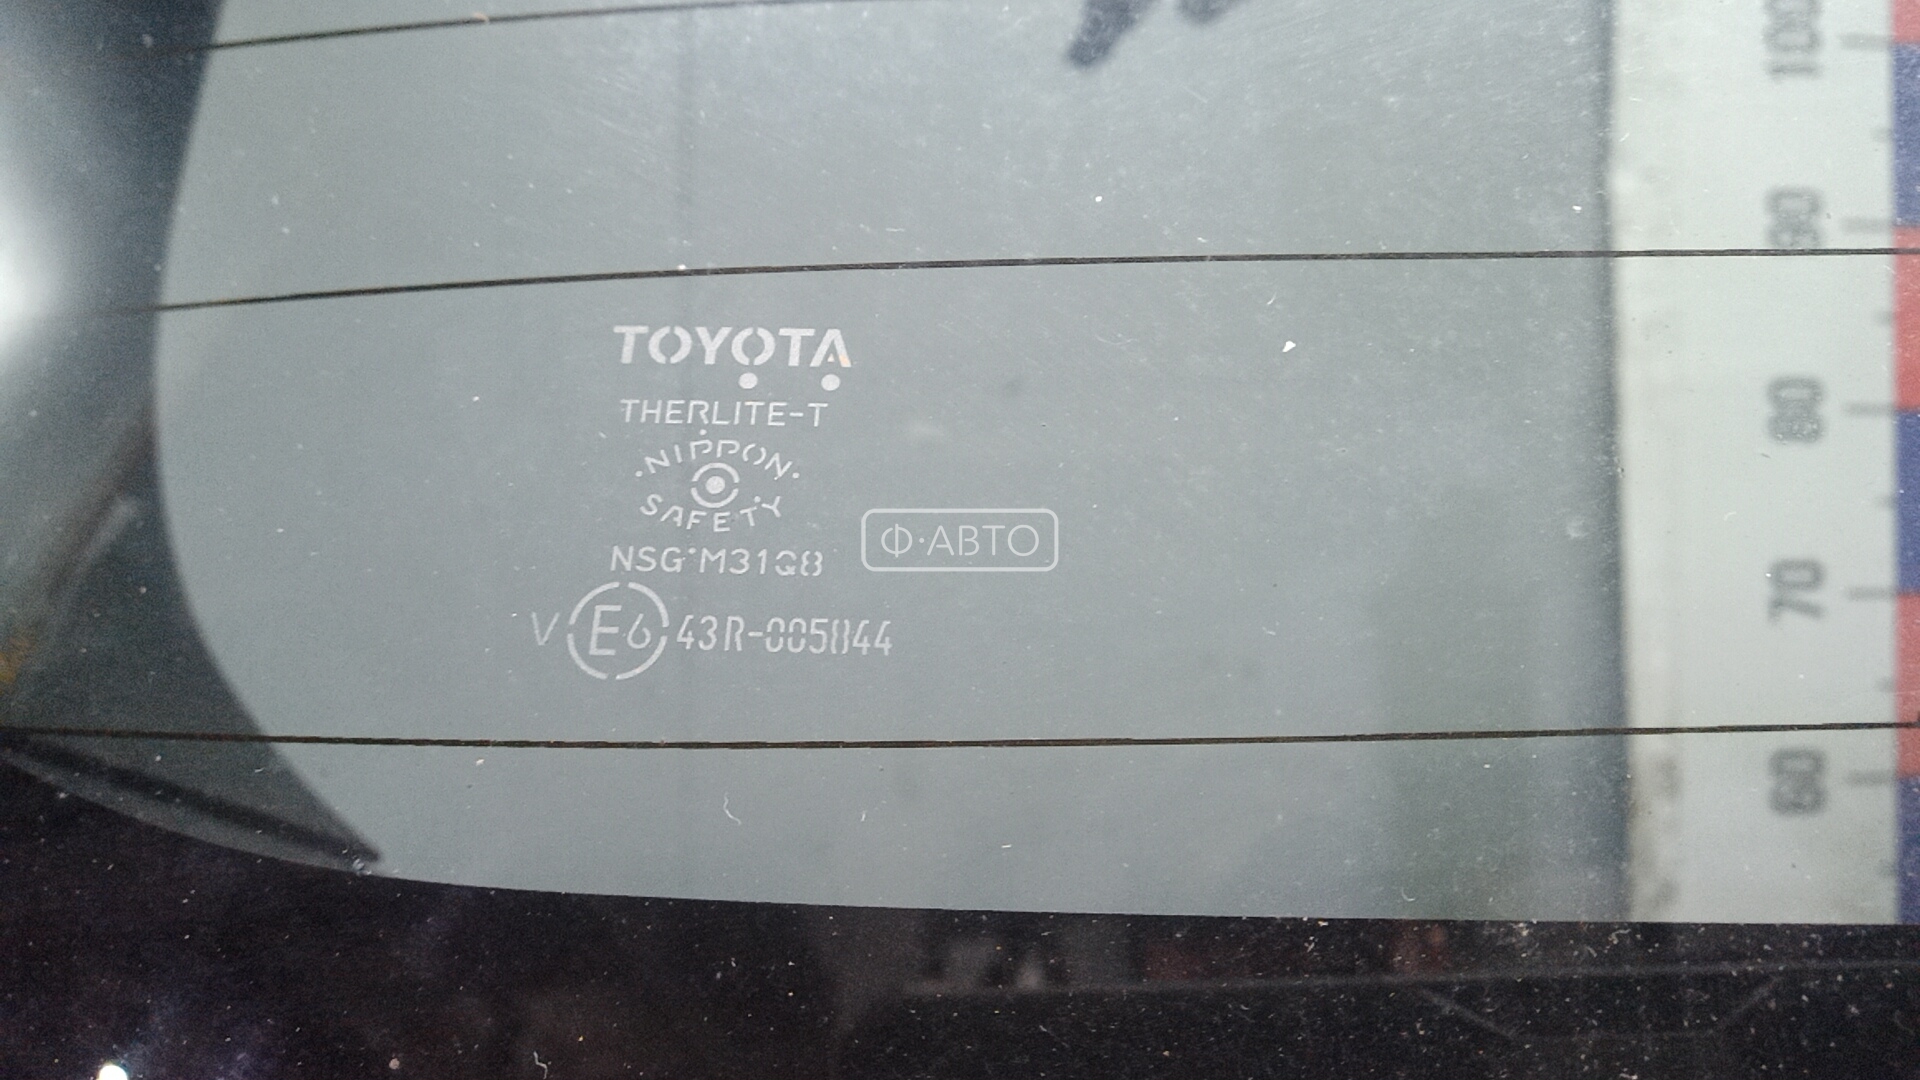 TOYOTA
THERLITE-T
·NIPPON·
SAFETY
NSG M31Q8
Ф·АВТО
V E6 43R-005844
100
90
80
70
60